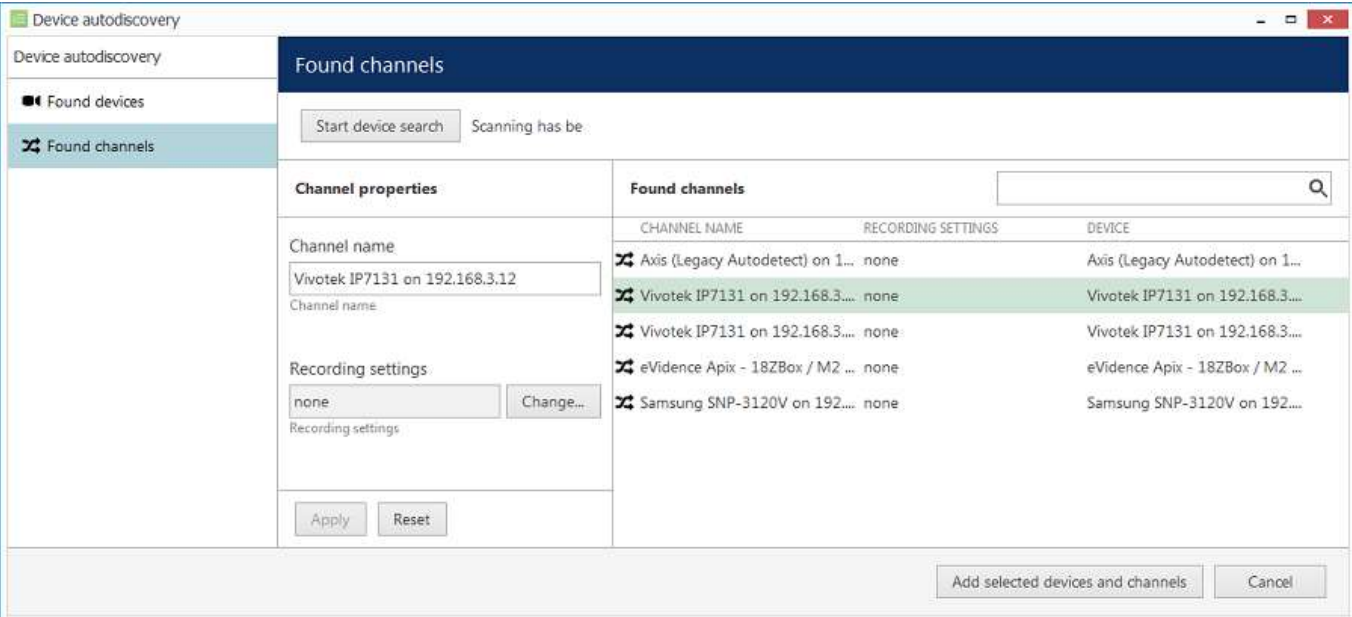 Device autodiscovery
Device autodiscovery
Found devices
Found channels
Found channels
Start device search Scanning has be
Channel properties
Channel name
Vivotek IP7131 on 192.168.3.12
Channel name
Recording settings
none Change...
Recording settings
Apply Reset
Found channels
CHANNEL NAME RECORDING SETTINGS DEVICE
Axis (Legacy Autodetect) on 1... none Axis (Legacy Autodetect) on 1...
Vivotek IP7131 on 192.168.3.... none Vivotek IP7131 on 192.168.3....
Vivotek IP7131 on 192.168.3.... none Vivotek IP7131 on 192.168.3....
eVidence Apix - 18ZBox / M2 ... none eVidence Apix - 18ZBox / M2 ...
Samsung SNP-3120V on 192.... none Samsung SNP-3120V on 192....
Add selected devices and channels Cancel